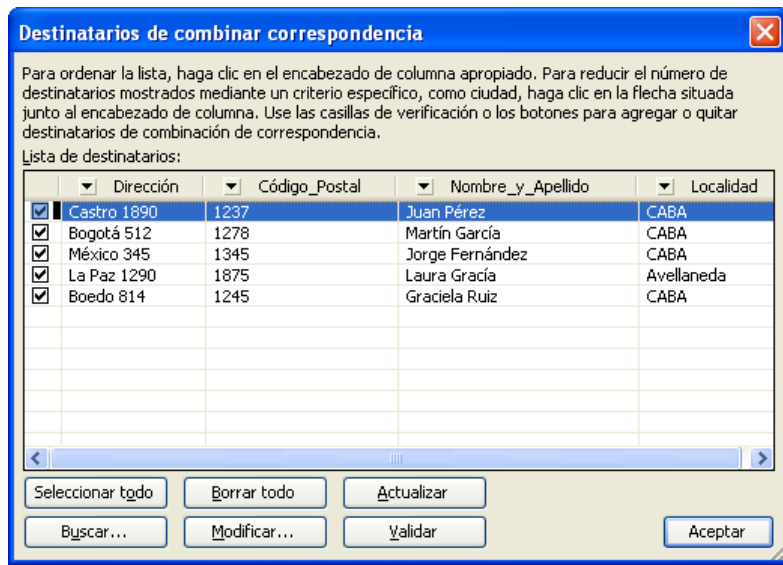 Destinatarios de combinar correspondencia
Para ordenar la lista, haga clic en el encabezado de columna apropiado. Para reducir el número de
destinatarios mostrados mediante un criterio específico, como ciudad, haga clic en la flecha situada
junto al encabezado de columna. Use las casillas de verificación o los botones para agregar o quitar
destinatarios de combinación de correspondencia.
Lista de destinatarios:
Dirección Código_Postal Nombre_y_Apellido Localidad
Castro 1890 1237 Juan Pérez CABA
Bogotá 512 1278 Martín García CABA
México 345 1345 Jorge Fernández CABA
La Paz 1290 1875 Laura Gracía Avellaneda
Boedo 814 1245 Graciela Ruiz CABA
Seleccionar todo Borrar todo Actualizar
Buscar... Modificar... Validar Aceptar